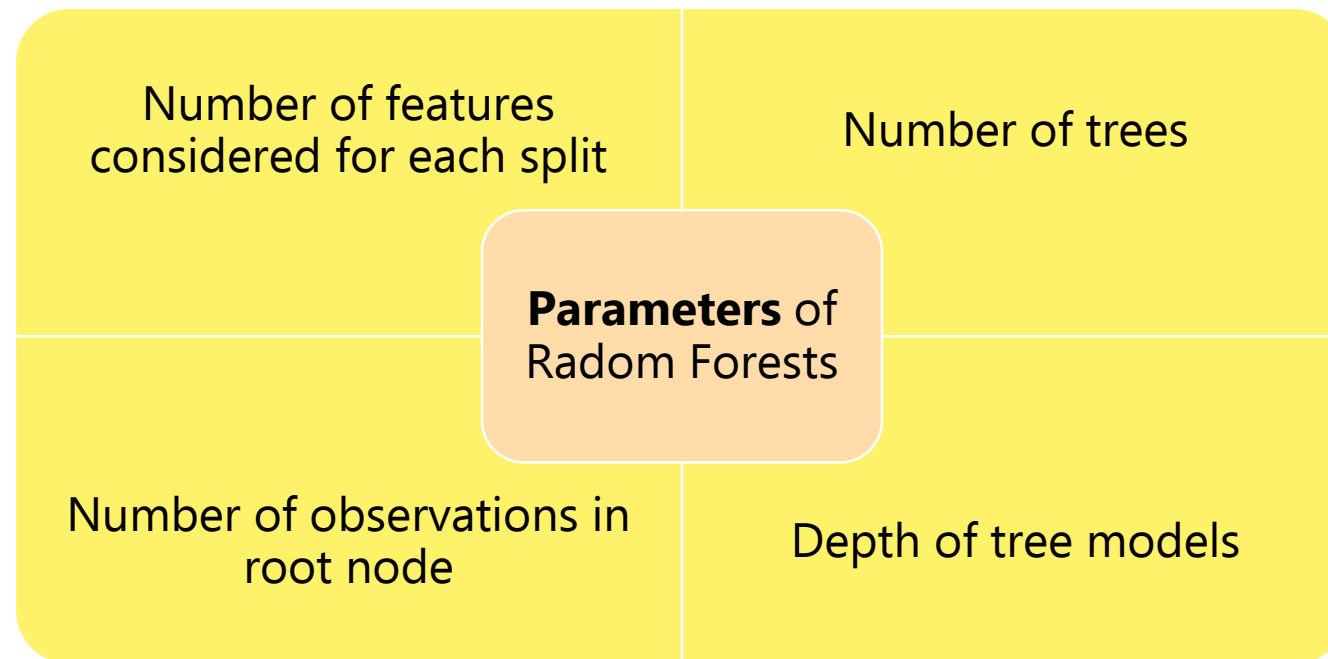 Number of features
considered for each split
Number of trees
Parameters of
Radom Forests
Number of observations in
root node
Depth of tree models